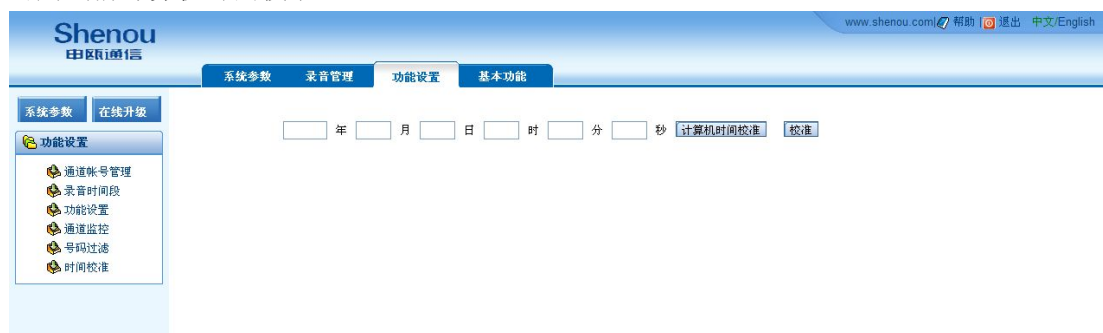 Shenou
申瓯通信
www.shenou.com|帮助|退出 中文/English
系统参数 录音管理 功能设置 基本功能
系统参数 在线升级
功能设置
通道帐号管理
录音时间段
功能设置
通道监控
号码过滤
时间校准
年 月 日 时 分 秒 计算机时间校准 校准